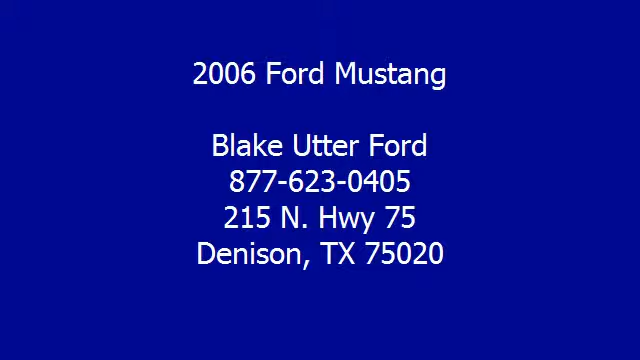 2006 Ford Mustang
Blake Utter Ford
877-623-0405
215 N. Hwy 75
Denison, TX 75020